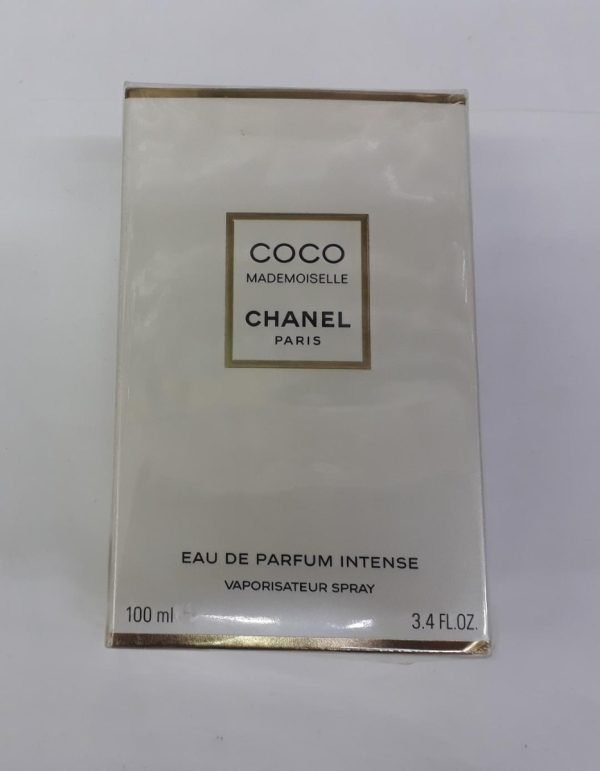 COCO
MADEMOISELLE
CHANEL
PARIS
EAU DE PARFUM INTENSE
VAPORISATEUR SPRAY
100 ml
3.4 FL.OZ.